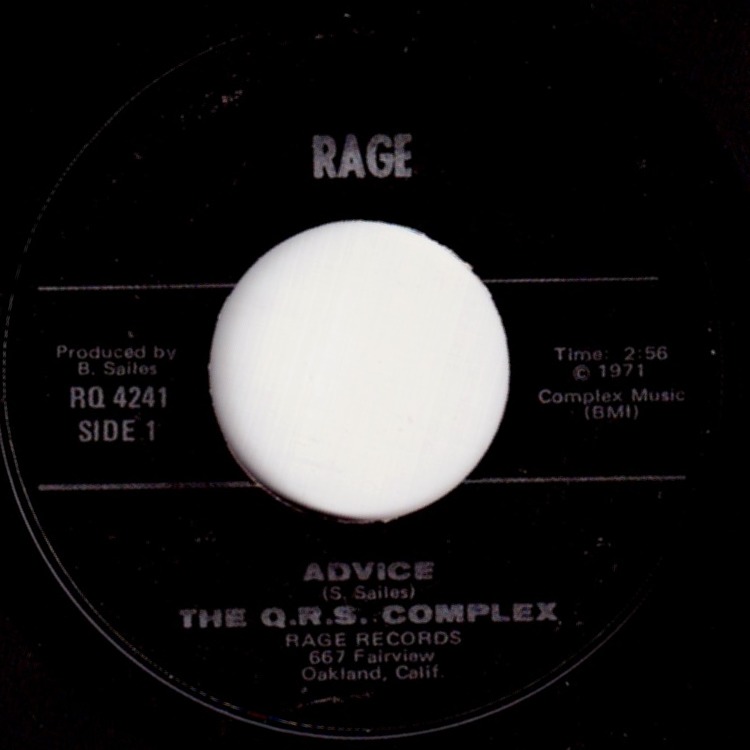 RAGE
Produced by
B. Sailes
RQ 4241
SIDE 1
Time: 2:56
© 1971
Complex Music
(BMI)
ADVICE
(S. Sailes)
THE Q.R.S. COMPLEX
RAGE RECORDS
667 Fairview
Oakland, Calif.